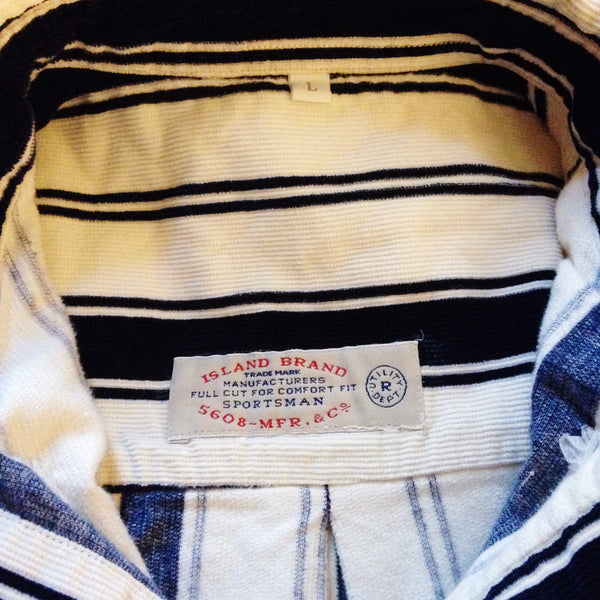 L
ISLAND BRAND
TRADE MARK
MANUFACTURERS
FULL CUT FOR COMFORT FIT
SPORTSMAN
5608-MFR.&Co
UTILITY
R
DEPT.